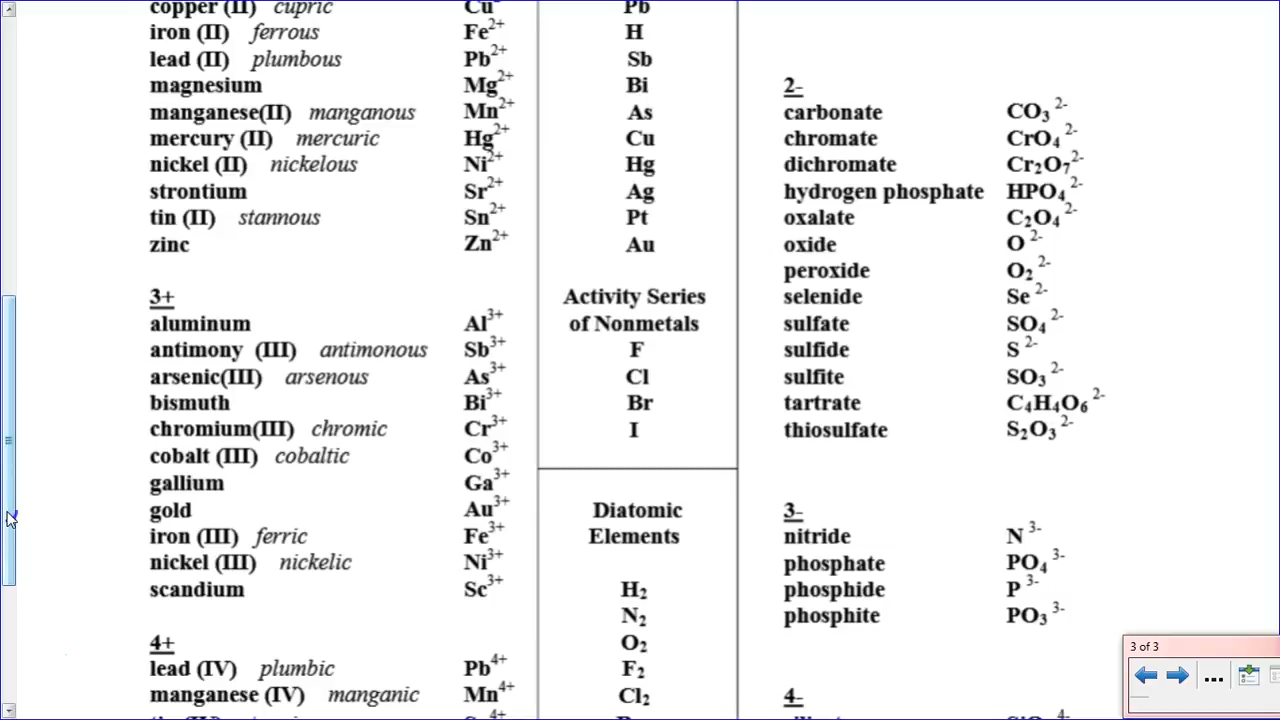 copper (II) cupric Cu2+
iron (II) ferrous Fe2+
lead (II) plumbous Pb2+
magnesium Mg2+
manganese(II) manganous Mn2+
mercury (II) mercuric Hg2+
nickel (II) nickelous Ni2+
strontium Sr2+
tin (II) stannous Sn2+
zinc Zn2+
3+
aluminum Al3+
antimony (III) antimonous Sb3+
arsenic(III) arsenous As3+
bismuth Bi3+
chromium(III) chromic Cr3+
cobalt (III) cobaltic Co3+
gallium Ga3+
gold Au3+
iron (III) ferric Fe3+
nickel (III) nickelic Ni3+
scandium Sc3+
4+
lead (IV) plumbic Pb4+
manganese (IV) manganic Mn4+
Pb
H
Sb
Bi
As
Cu
Hg
Ag
Pt
Au
Activity Series
of Nonmetals
F
Cl
Br
I
Diatomic
Elements
H2
N2
O2
F2
Cl2
2-
carbonate CO3 2-
chromate CrO4 2-
dichromate Cr2O7 2-
hydrogen phosphate HPO4 2-
oxalate C2O4 2-
oxide O 2-
peroxide O2 2-
selenide Se 2-
sulfate SO4 2-
sulfide S 2-
sulfite SO3 2-
tartrate C4H4O6 2-
thiosulfate S2O3 2-
3-
nitride N 3-
phosphate PO4 3-
phosphide P 3-
phosphite PO3 3-
4-
3 of 3
...